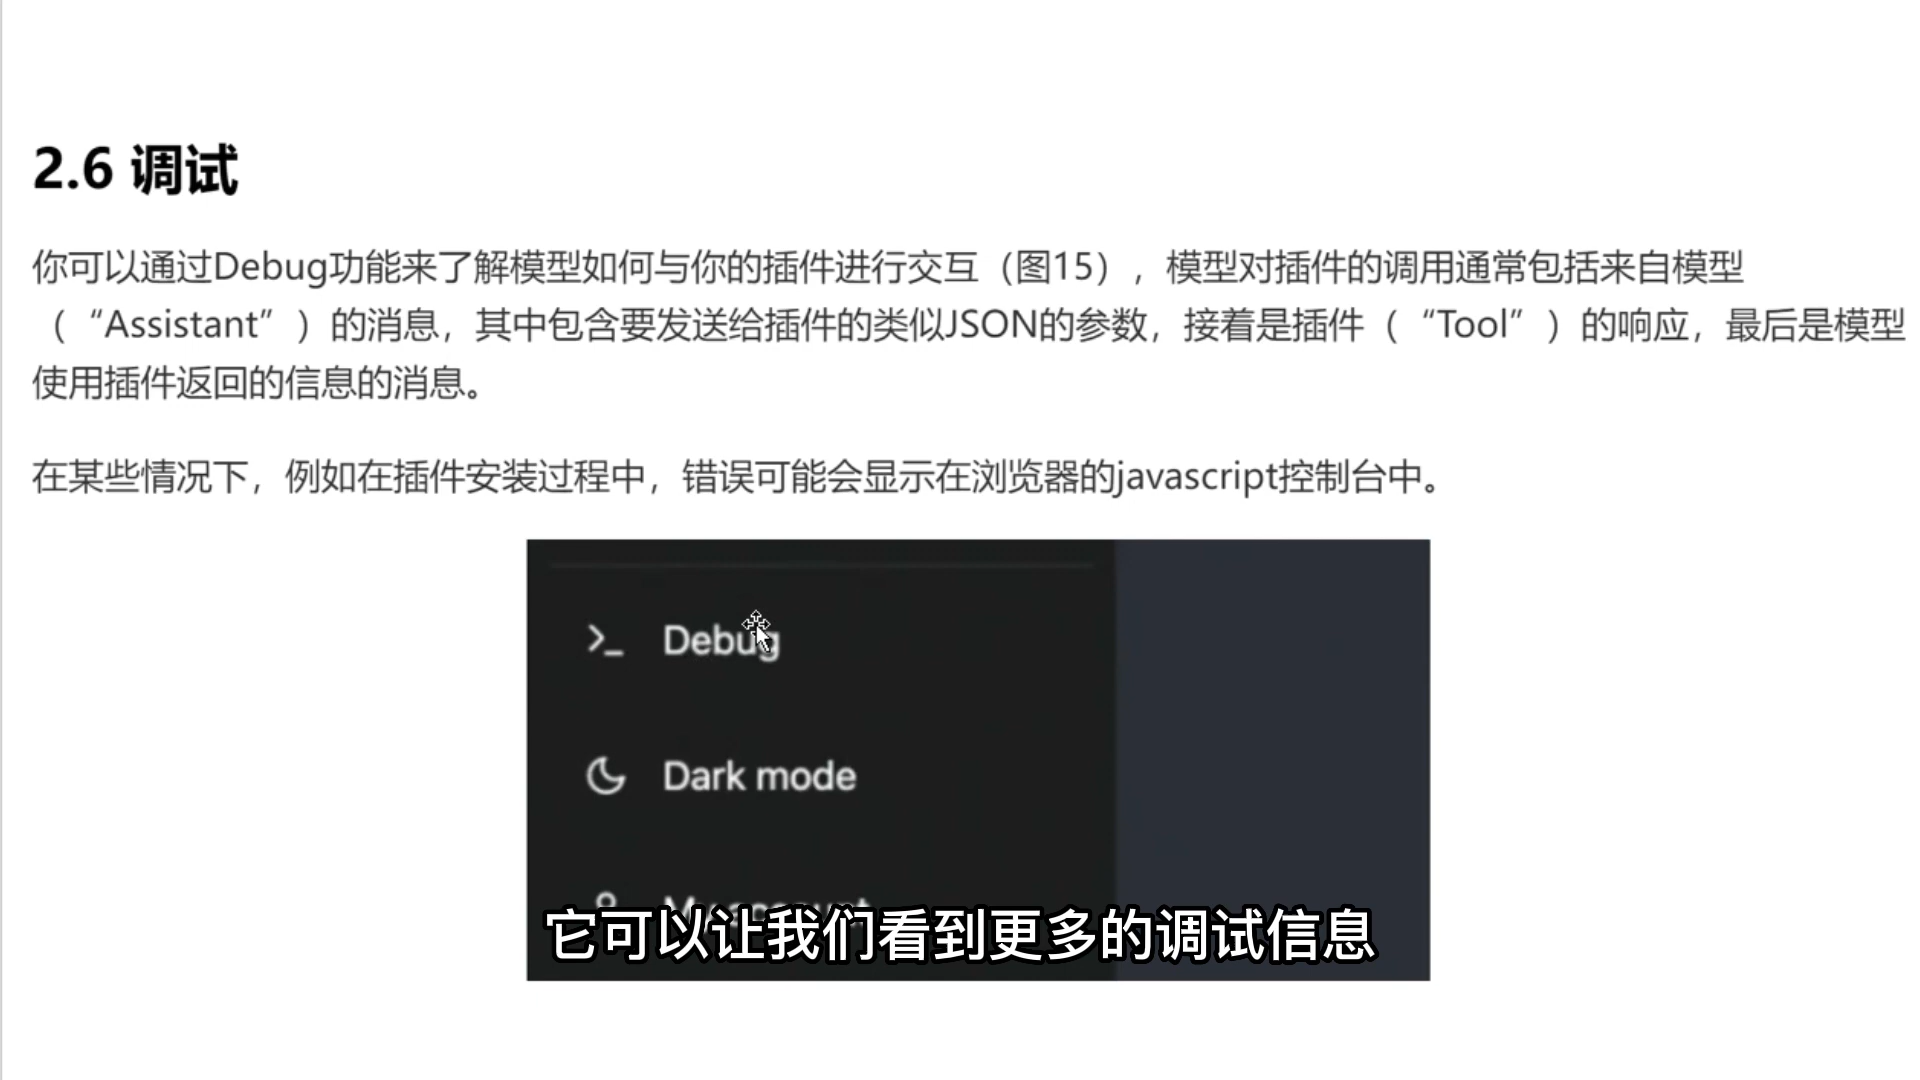 2.6 调试
你可以通过Debug功能来了解模型如何与你的插件进行交互（图15），模型对插件的调用通常包括来自模型
（“Assistant”）的消息，其中包含要发送给插件的类似JSON的参数，接着是插件（“Tool”）的响应，最后是模型
使用插件返回的信息的消息。
在某些情况下，例如在插件安装过程中，错误可能会显示在浏览器的javascript控制台中。
>_ Debug
Dark mode
My account
它可以让我们看到更多的调试信息